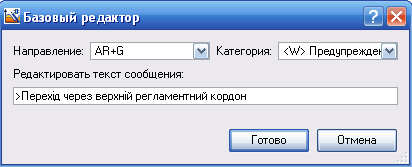 Базовый редактор
Направление: AR+G Категория: <W> Предупрежден
Редактировать текст сообщения:
>Перехід через верхній регламентний кордон
Готово Отмена